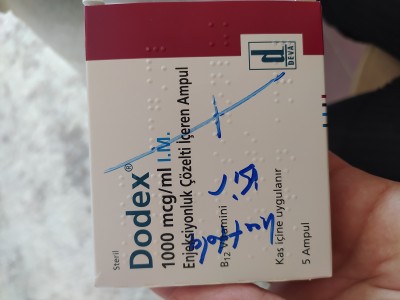 Steril
Dodex®
1000 mcg/ml I.M.
Enjeksiyonluk Çözelti İçeren Ampul
B12 Vitamini
Kas içine uygulanır
5 Ampul
d
DEVA